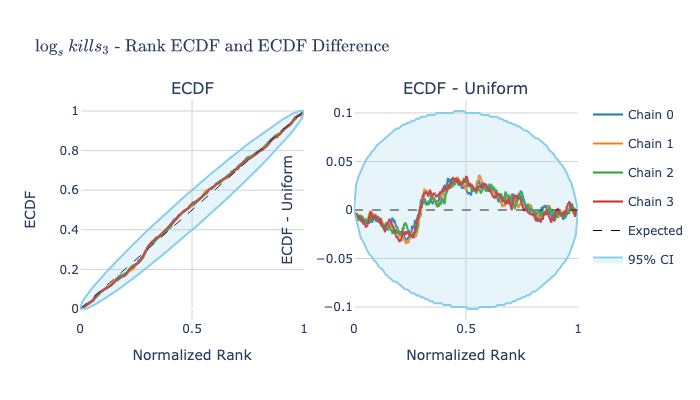 log_s kills_3 - Rank ECDF and ECDF Difference
ECDF
ECDF - Uniform
ECDF
1
0.8
0.6
0.4
0.2
0
0
0.5
1
Normalized Rank
ECDF - Uniform
0.1
0.05
0
−0.05
−0.1
0
0.5
1
Normalized Rank
Chain 0
Chain 1
Chain 2
Chain 3
Expected
95% CI